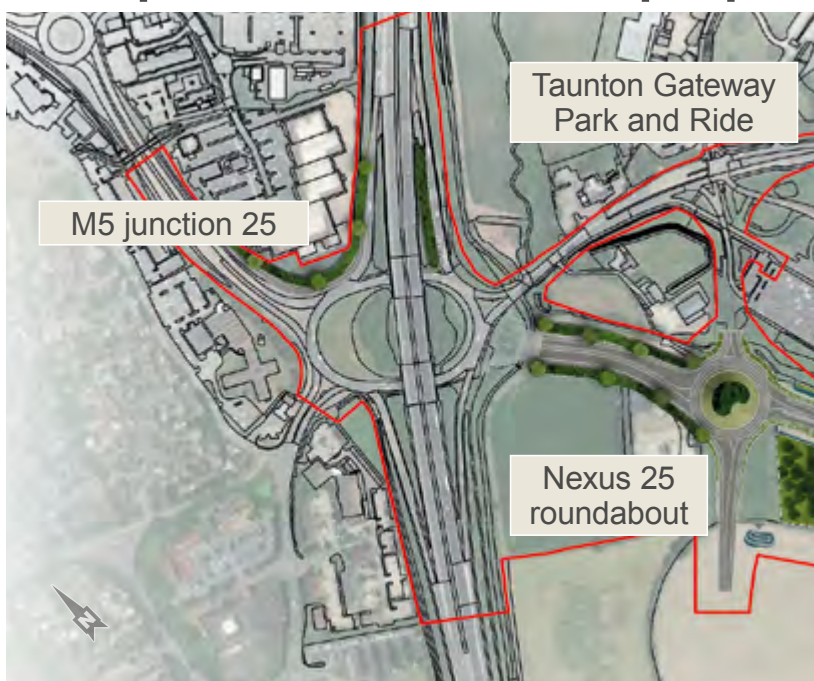 Taunton Gateway
Park and Ride
M5 junction 25
Nexus 25
roundabout
N